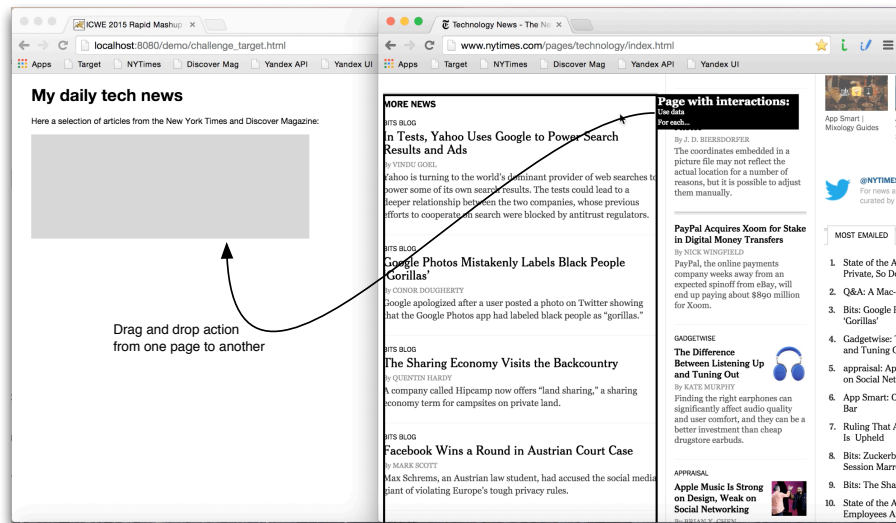 ICWE 2015 Rapid Mashup
localhost:8080/demo/challenge_target.html
Apps Target NYTimes Discover Mag Yandex API Yandex UI
My daily tech news
Here a selection of articles from the New York Times and Discover Magazine:
Drag and drop action
from one page to another
Technology News - The Ne
www.nytimes.com/pages/technology/index.html
Apps Target NYTimes Discover Mag Yandex API Yandex UI
MORE NEWS
BITS BLOG
In Tests, Yahoo Uses Google to Power Search
Results and Ads
By VINDU GOEL
Yahoo is turning to the world's dominant provider of web searches to
power some of its own search results. The tests could lead to a
deeper relationship between the two companies, whose previous
efforts to cooperate on search were blocked by antitrust regulators.
BITS BLOG
Google Photos Mistakenly Labels Black People
'Gorillas'
By CONOR DOUGHERTY
Google apologized after a user posted a photo on Twitter showing
that the Google Photos app had labeled black people as “gorillas.”
BITS BLOG
The Sharing Economy Visits the Backcountry
By QUENTIN HARDY
A company called Hipcamp now offers “land sharing,” a sharing
economy term for campsites on private land.
BITS BLOG
Facebook Wins a Round in Austrian Court Case
By MARK SCOTT
Max Schrems, an Austrian law student, had accused the social media
giant of violating Europe's tough privacy rules.
Page with interactions:
Use data
For each...
By J. D. BIERSDORFER
The coordinates embedded in a
picture file may not reflect the
actual location for a number of
reasons, but it is possible to adjust
them manually.
PayPal Acquires Xoom for Stake
in Digital Money Transfers
By NICK WINGFIELD
PayPal, the online payments
company weeks away from an
expected spinoff from eBay, will
end up paying about $890 million
for Xoom.
GADGETWISE
The Difference
Between Listening Up
and Tuning Out
By KATE MURPHY
Finding the right earphones can
significantly affect audio quality
and user comfort, and they can be a
better investment than cheap
drugstore earbuds.
APPRAISAL
Apple Music Is Strong
on Design, Weak on
Social Networking
By BRIAN X. CHEN
App Smart |
Mixology Guides
@NYTIMES
For news a
curated by
MOST EMAILED
1. State of the A
Private, So De
2. Q&A: A Mac-
3. Bits: Google P
'Gorillas'
4. Gadgetwise: T
and Tuning O
5. appraisal: Ap
on Social Net
6. App Smart: C
Bar
7. Ruling That A
Is Upheld
8. Bits: Zuckerb
Session Marr
9. Bits: The Sha
10. State of the A
Employees A